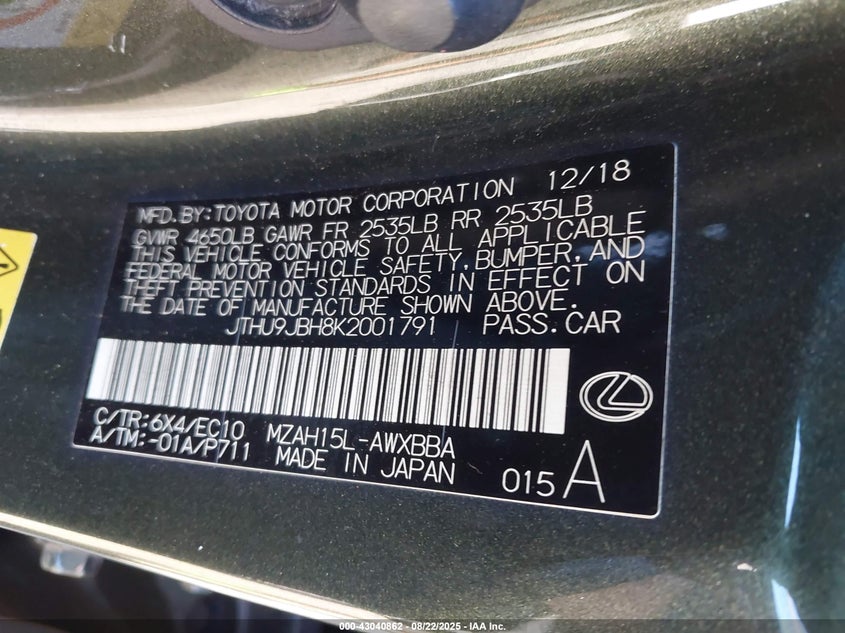 MFD.BY:TOYOTA MOTOR CORPORATION 12/18
GVWR 4650LB GAWR FR 2535LB RR 2535LB
THIS VEHICLE CONFORMS TO ALL APPLICABLE
FEDERAL MOTOR VEHICLE SAFETY,BUMPER,AND
THEFT PREVENTION STANDARDS IN EFFECT ON
THE DATE OF MANUFACTURE SHOWN ABOVE.
JTHU9JBH8K2001791 PASS.CAR
C/TR:6X4/EC10 MZAH15L-AWXBBA
A/TM:-01A/P711 MADE IN JAPAN
015 A
000-43040862 - 08/22/2025 - IAA Inc.